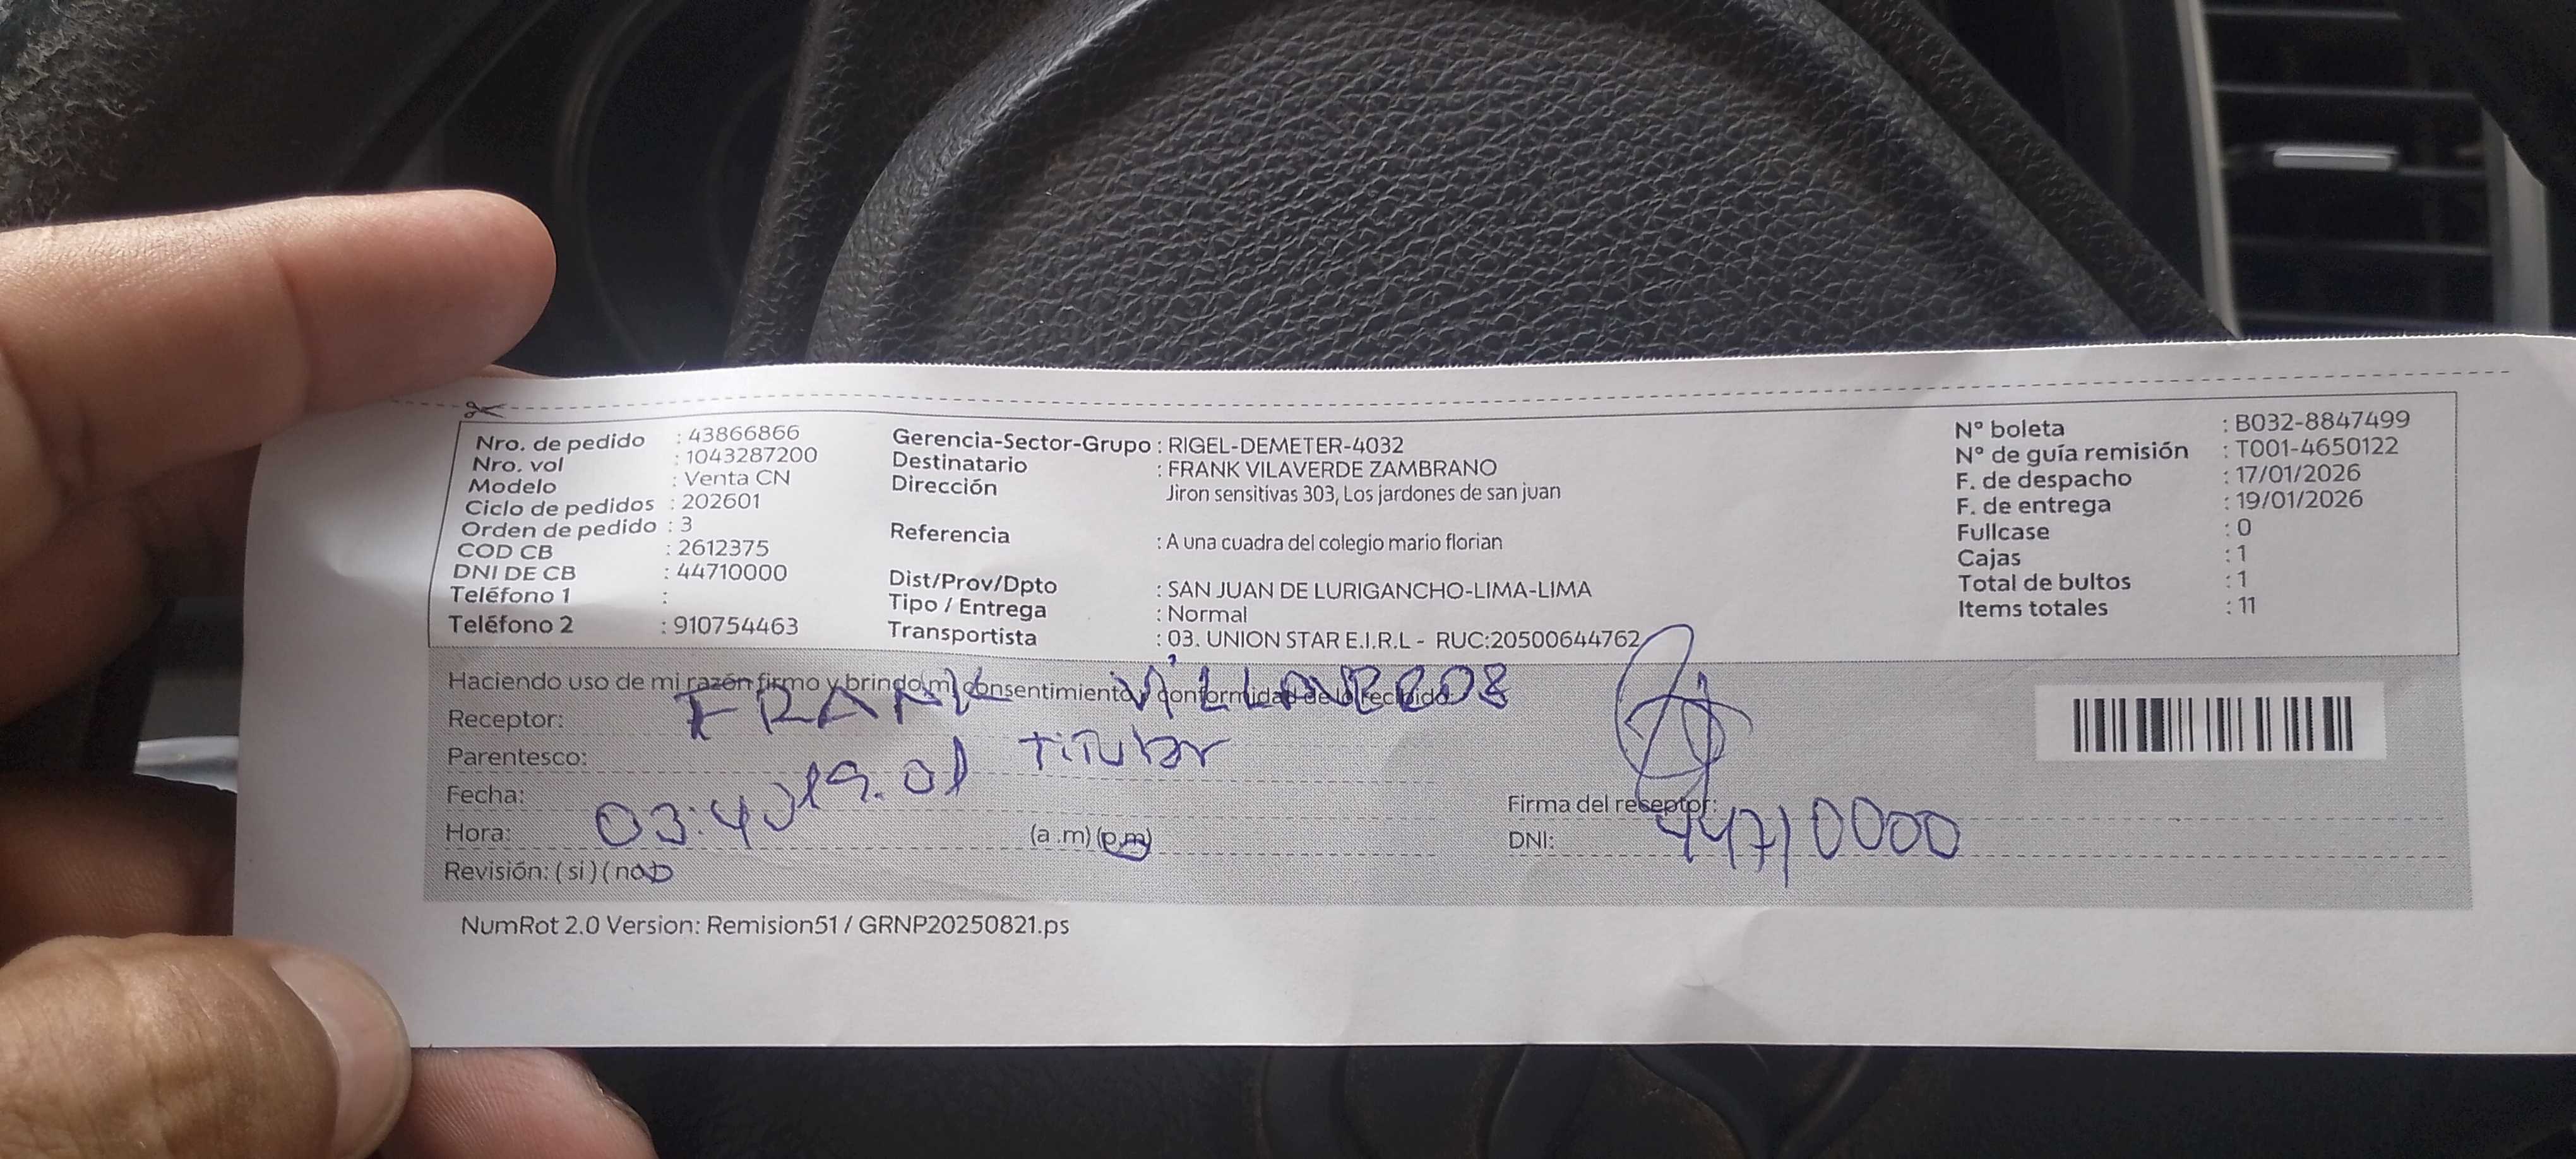 Nro. de pedido : 43866866
Nro. vol : 1043287200
Modelo : Venta CN
Ciclo de pedidos : 202601
Orden de pedido : 3
COD CB : 2612375
DNI DE CB : 44710000
Teléfono 1 :
Teléfono 2 : 910754463
Gerencia-Sector-Grupo : RIGEL-DEMETER-4032
Destinatario : FRANK VILAVERDE ZAMBRANO
Dirección Jiron sensitivas 303, Los jardones de san juan
Referencia : A una cuadra del colegio mario florian
Dist/Prov/Dpto : SAN JUAN DE LURIGANCHO-LIMA-LIMA
Tipo / Entrega : Normal
Transportista : 03. UNION STAR E.I.R.L - RUC:20500644762
N° boleta : B032-8847499
N° de guía remisión : T001-4650122
F. de despacho : 17/01/2026
F. de entrega : 19/01/2026
Fullcase : 0
Cajas : 1
Total de bultos : 1
Items totales : 11
Haciendo uso de mi razón firmo y brindo mi consentimiento y conformidad de lo recibido
Receptor: FRANK
Parentesco: Titular
Fecha: 19.01
Hora: 03:40 (a.m) (p.m)
Revisión: (si) (no)
Firma del receptor:
DNI: 44710000
NumRot 2.0 Version: Remision51 / GRNP20250821.ps